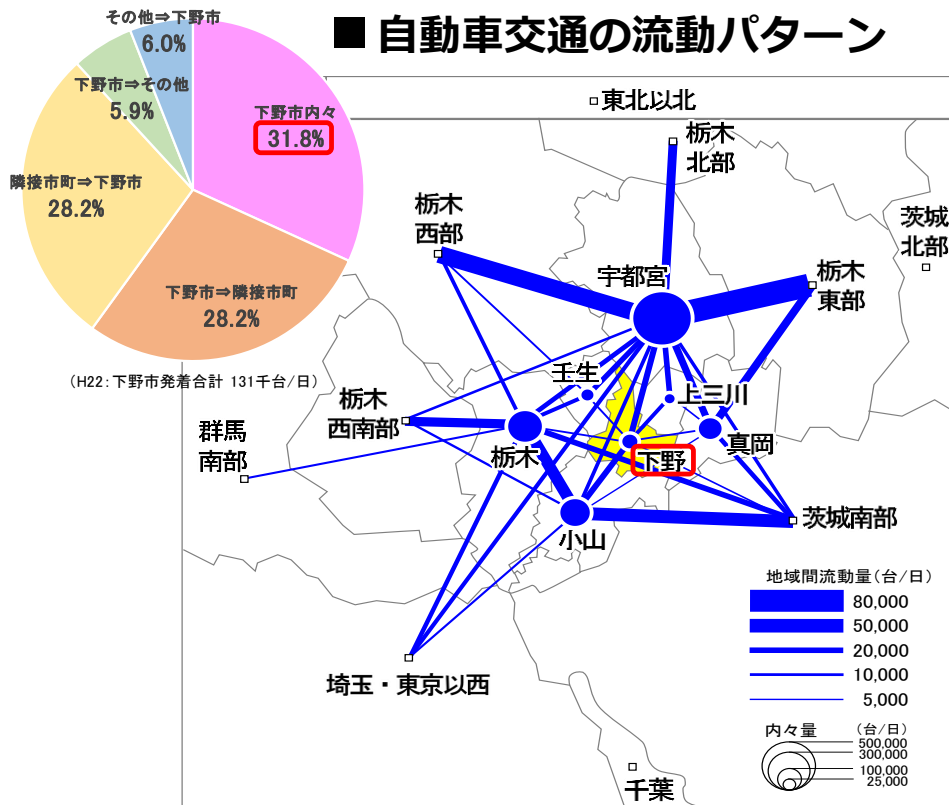 ■ 自動車交通の流動パターン
その他⇒下野市
6.0%
下野市⇒その他
5.9%
下野市内々
31.8%
隣接市町⇒下野市
28.2%
下野市⇒隣接市町
28.2%
(H22:下野市発着合計 131千台/日)
東北以北
栃木
北部
栃木
西部
茨城
北部
宇都宮
栃木
東部
壬生
上三川
栃木
西南部
群馬
南部
栃木
下野
真岡
小山
茨城南部
埼玉・東京以西
千葉
地域間流動量(台/日)
80,000
50,000
20,000
10,000
5,000
内々量 (台/日)
500,000
300,000
100,000
25,000